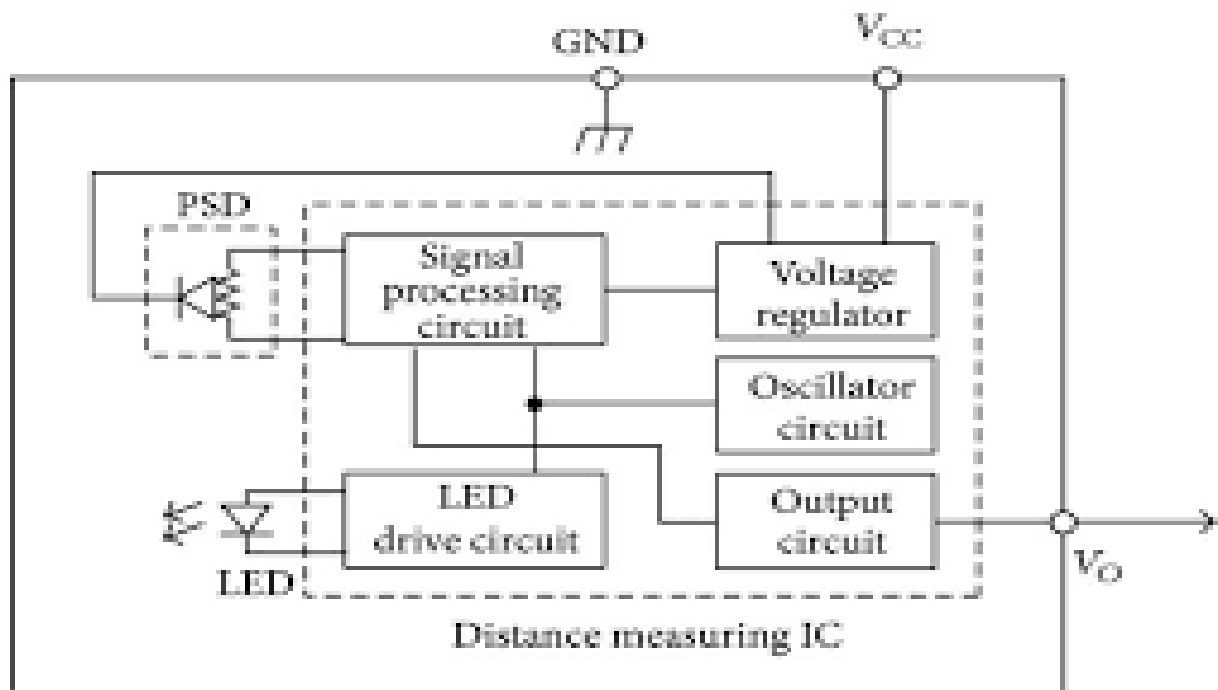 GND
VCC
PSD
Signal
processing
circuit
Voltage
regulator
Oscillator
circuit
LED
drive circuit
Output
circuit
LED
VO
Distance measuring IC